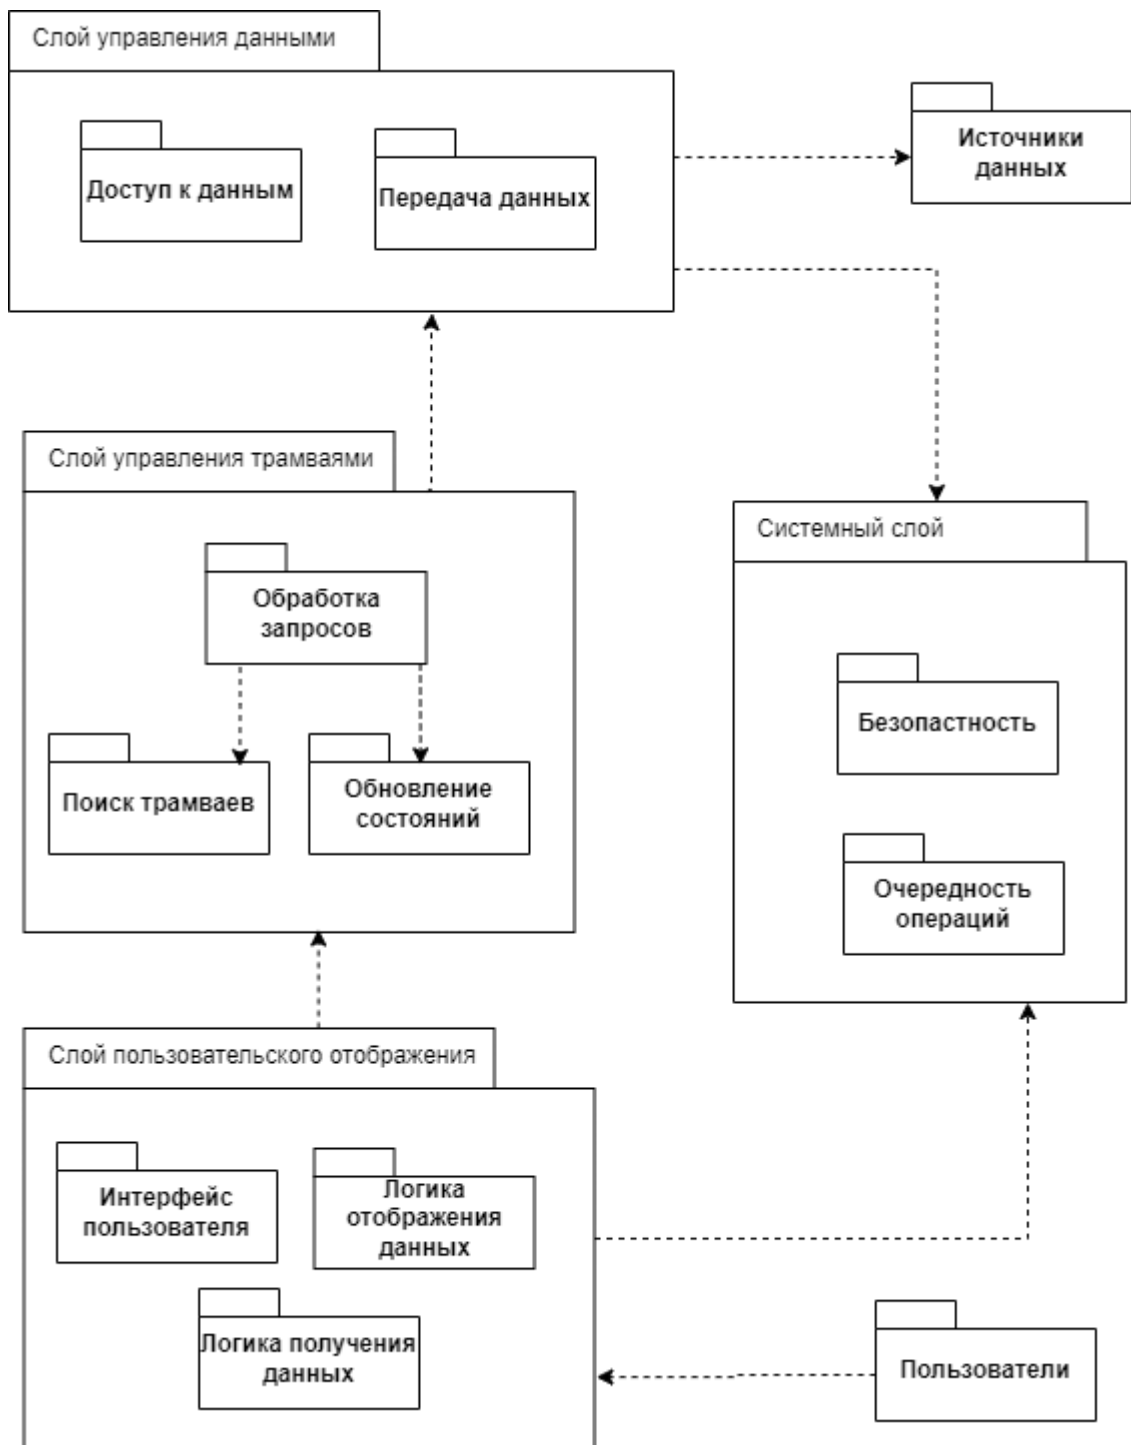 Слой управления данными
Доступ к данным
Передача данных
Источники
данных
Слой управления трамваями
Обработка
запросов
Поиск трамваев
Обновление
состояний
Системный слой
Безопастность
Очередность
операций
Слой пользовательского отображения
Интерфейс
пользователя
Логика
отображения
данных
Логика получения
данных
Пользователи